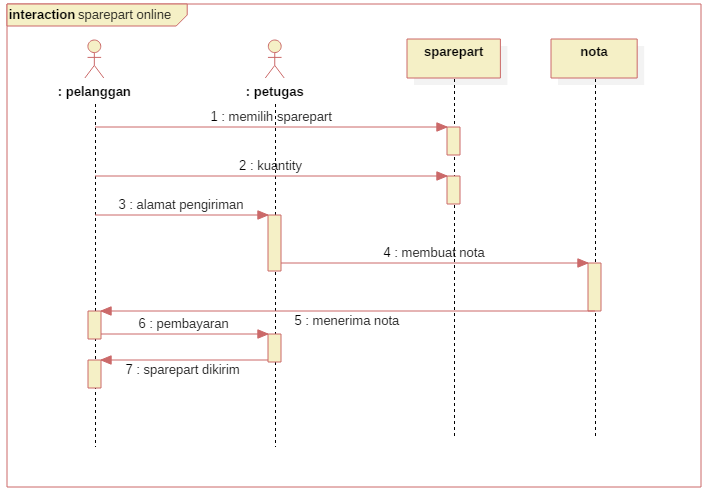 interaction sparepart online
: pelanggan
: petugas
sparepart
nota
1 : memilih sparepart
2 : kuantity
3 : alamat pengiriman
4 : membuat nota
5 : menerima nota
6 : pembayaran
7 : sparepart dikirim